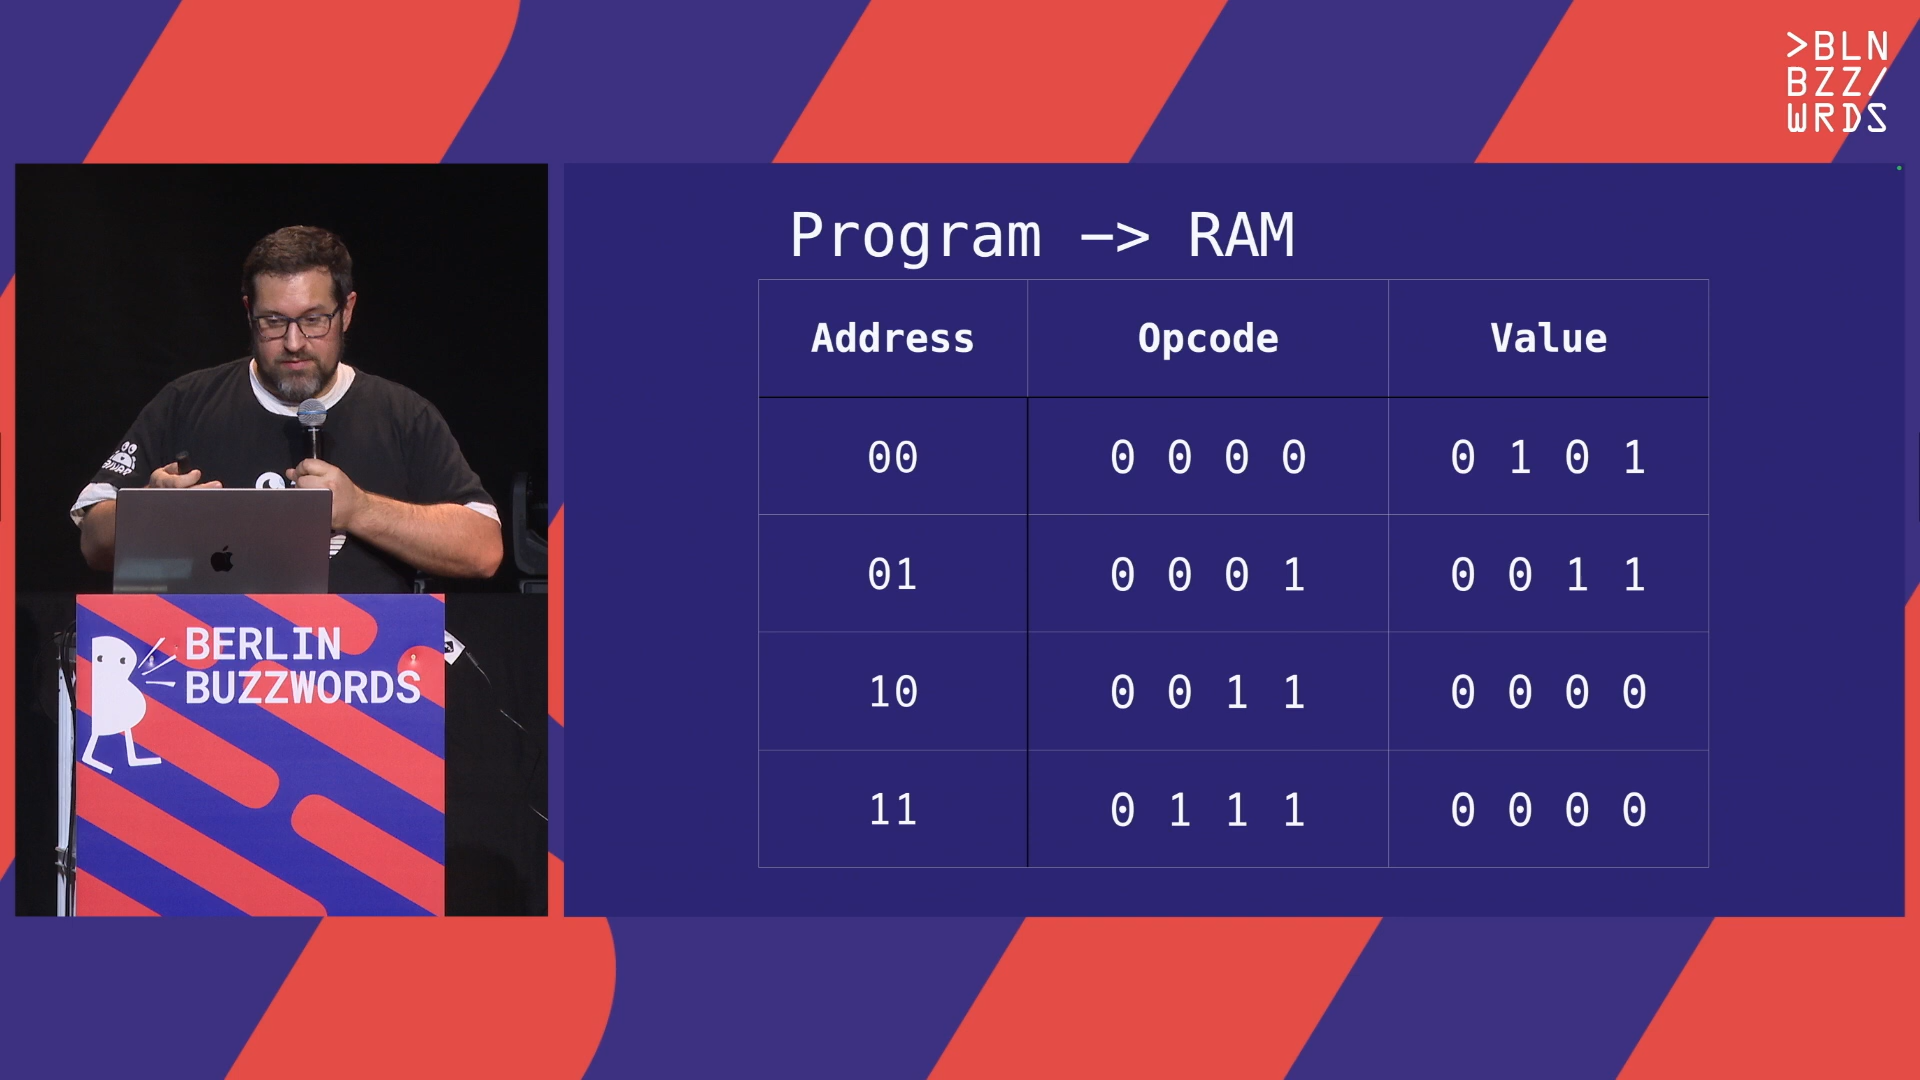 >BLN
BZZ/
WRDS
Program —> RAM
Address Opcode Value
00 0 0 0 0 0 1 0 1
01 0 0 0 1 0 0 1 1
10 0 0 1 1 0 0 0 0
11 0 1 1 1 0 0 0 0
BERLIN
BUZZWORDS